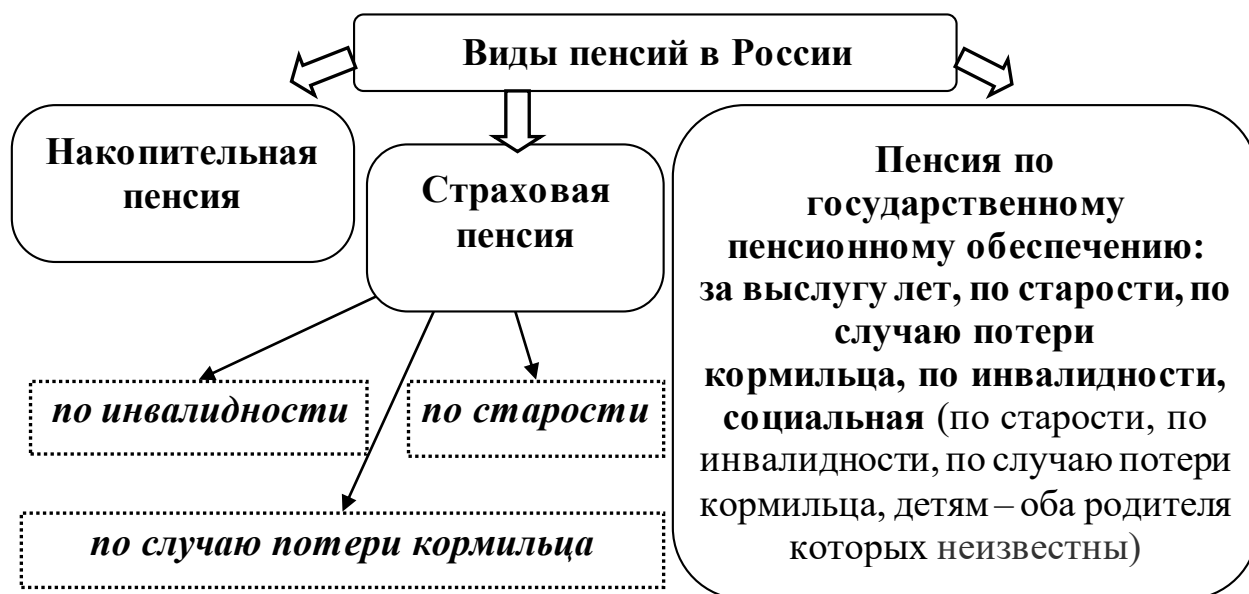 Виды пенсий в России
Накопительная
пенсия
Страховая
пенсия
по инвалидности
по старости
по случаю потери кормильца
Пенсия по
государственному
пенсионному обеспечению:
за выслугу лет, по старости, по
случаю потери
кормильца, по инвалидности,
социальная (по старости, по
инвалидности, по случаю потери
кормильца, детям – оба родителя
которых неизвестны)